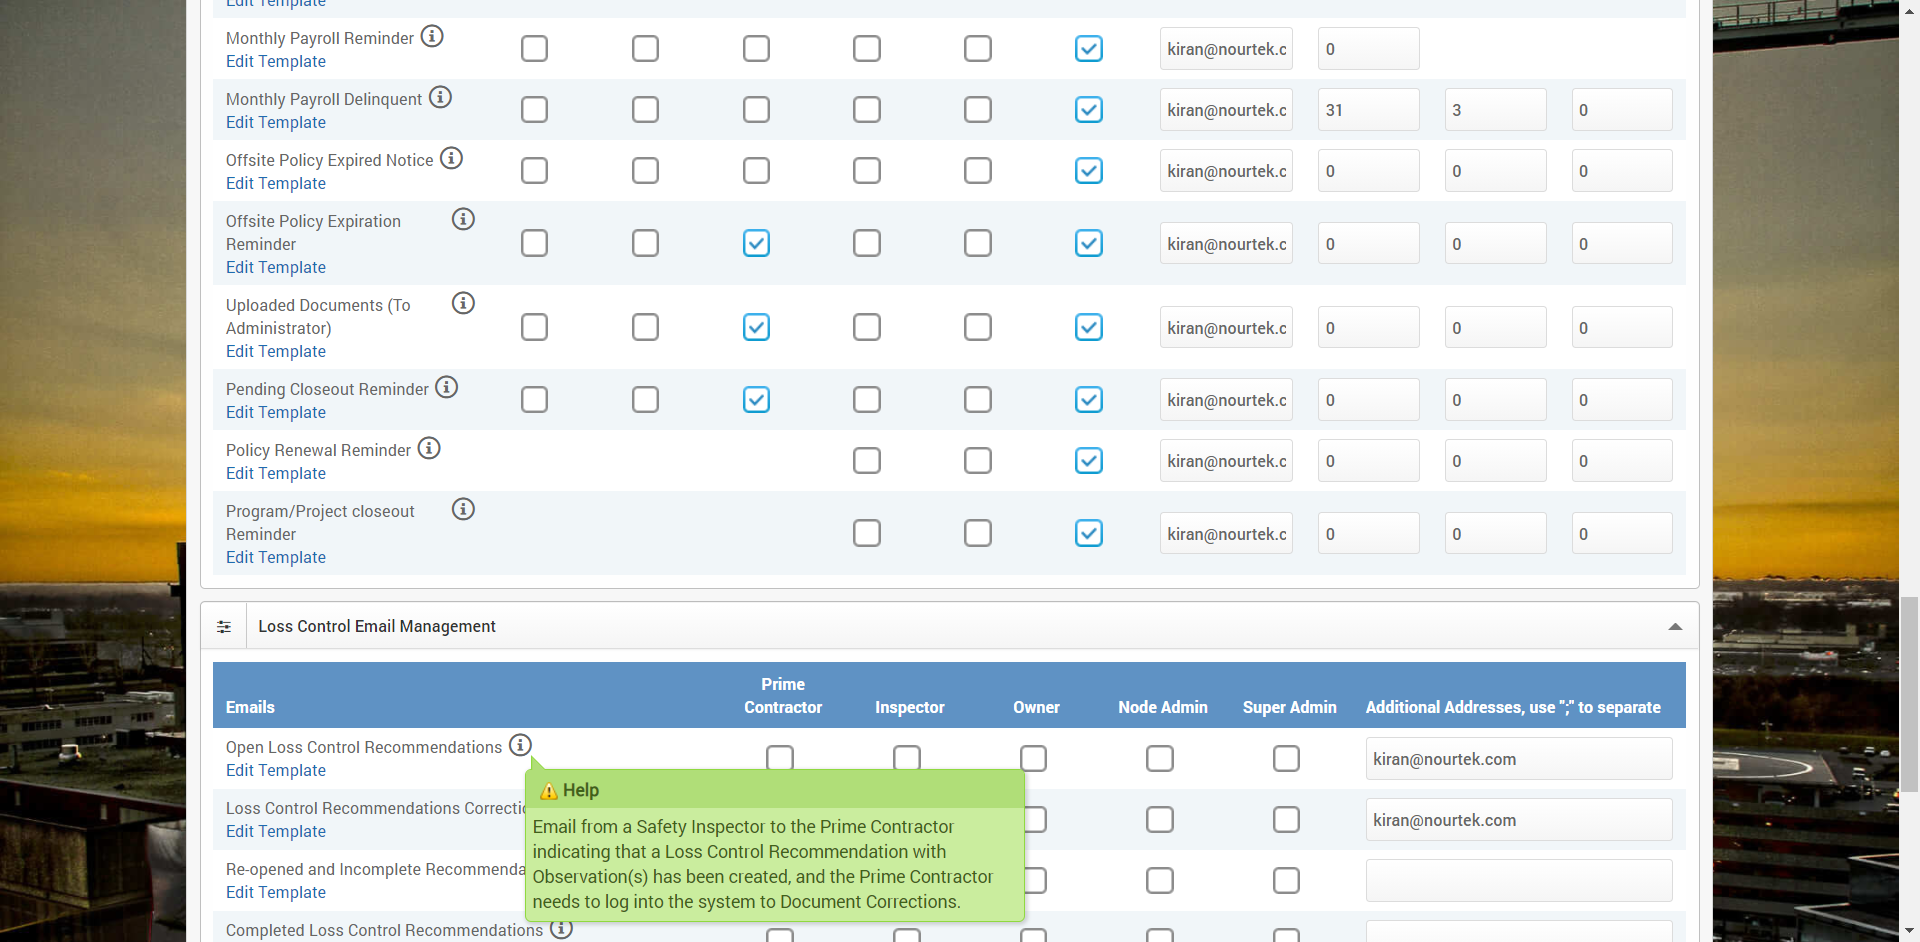 Edit Template
Monthly Payroll Reminder
Edit Template
kiran@nourtek.c 0
Monthly Payroll Delinquent
Edit Template
kiran@nourtek.c 31 3 0
Offsite Policy Expired Notice
Edit Template
kiran@nourtek.c 0 0 0
Offsite Policy Expiration
Reminder
Edit Template
kiran@nourtek.c 0 0 0
Uploaded Documents (To
Administrator)
Edit Template
kiran@nourtek.c 0 0 0
Pending Closeout Reminder
Edit Template
kiran@nourtek.c 0 0 0
Policy Renewal Reminder
Edit Template
kiran@nourtek.c 0 0 0
Program/Project closeout
Reminder
Edit Template
kiran@nourtek.c 0 0 0
Loss Control Email Management
Emails
Prime
Contractor
Inspector
Owner
Node Admin
Super Admin
Additional Addresses, use ";" to separate
Open Loss Control Recommendations
Edit Template
kiran@nourtek.com
Help
Email from a Safety Inspector to the Prime Contractor
indicating that a Loss Control Recommendation with
Observation(s) has been created, and the Prime Contractor
needs to log into the system to Document Corrections.
Loss Control Recommendations Correcti
Edit Template
kiran@nourtek.com
Re-opened and Incomplete Recommenda
Edit Template
Completed Loss Control Recommendations